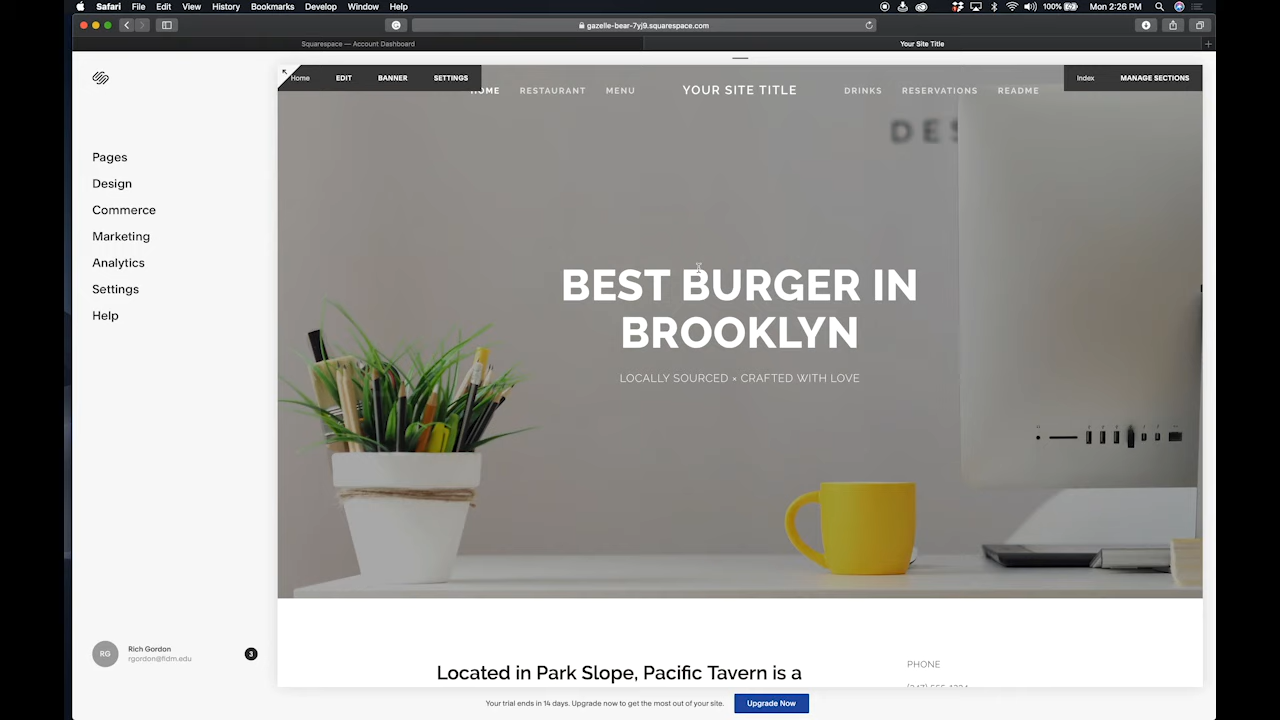 Safari File Edit View History Bookmarks Develop Window Help 100% Mon 2:26 PM
gazelle-bear-7yj9.squarespace.com
Squarespace — Account Dashboard Your Site Title
Home EDIT BANNER SETTINGS Index MANAGE SECTIONS
HOME RESTAURANT MENU YOUR SITE TITLE DRINKS RESERVATIONS README
DES
Pages
Design
Commerce
Marketing
Analytics
Settings
Help
BEST BURGER IN
BROOKLYN
LOCALLY SOURCED × CRAFTED WITH LOVE
RG Rich Gordon
rgordon@fidm.edu
3
Located in Park Slope, Pacific Tavern is a
PHONE
Your trial ends in 14 days. Upgrade now to get the most out of your site. Upgrade Now